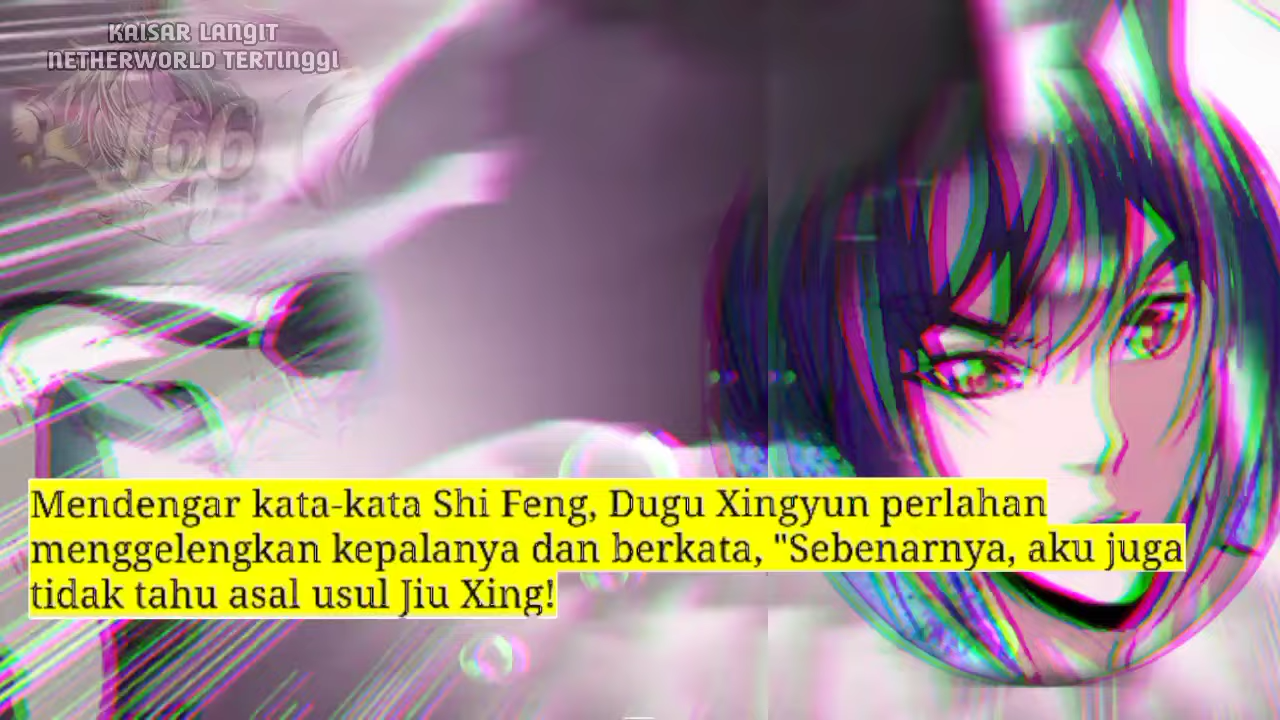 KAISAR LANGIT
NETHERWORLD TERTINGGI
166
Mendengar kata-kata Shi Feng, Dugu Xingyun perlahan
menggelengkan kepalanya dan berkata, "Sebenarnya, aku juga
tidak tahu asal usul Jiu Xing!